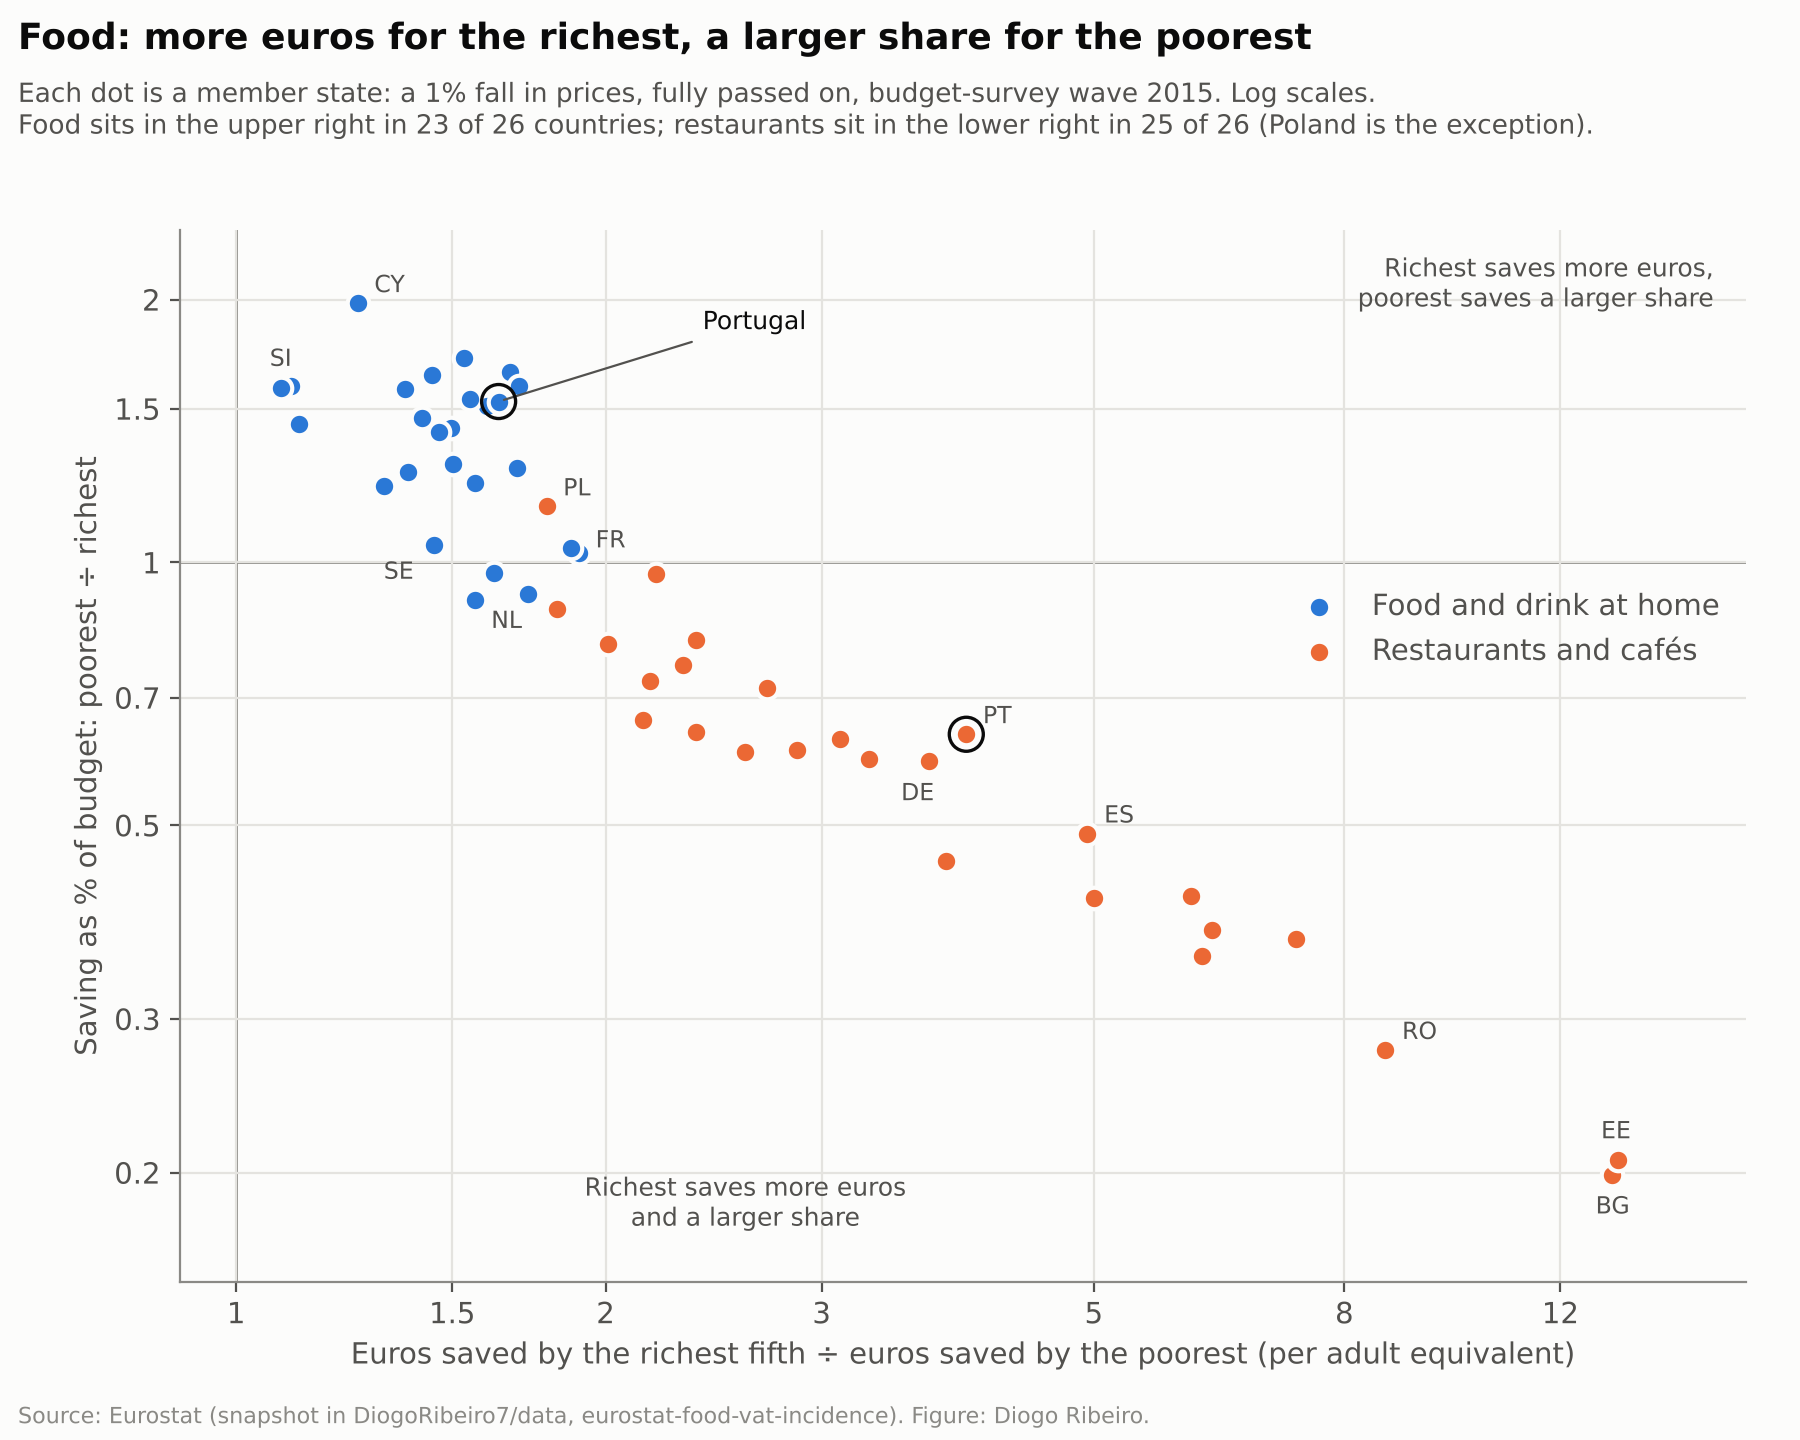 Food: more euros for the richest, a larger share for the poorest
Each dot is a member state: a 1% fall in prices, fully passed on, budget-survey wave 2015. Log scales.
Food sits in the upper right in 23 of 26 countries; restaurants sit in the lower right in 25 of 26 (Poland is the exception).
Richest saves more euros,
poorest saves a larger share
CY
Portugal
SI
PL
FR
SE
NL
Food and drink at home
Restaurants and cafés
PT
DE
ES
RO
EE
BG
Richest saves more euros
and a larger share
2
1.5
1
0.7
0.5
0.3
0.2
Saving as % of budget: poorest ÷ richest
1
1.5
2
3
5
8
12
Euros saved by the richest fifth ÷ euros saved by the poorest (per adult equivalent)
Source: Eurostat (snapshot in DiogoRibeiro7/data, eurostat-food-vat-incidence). Figure: Diogo Ribeiro.